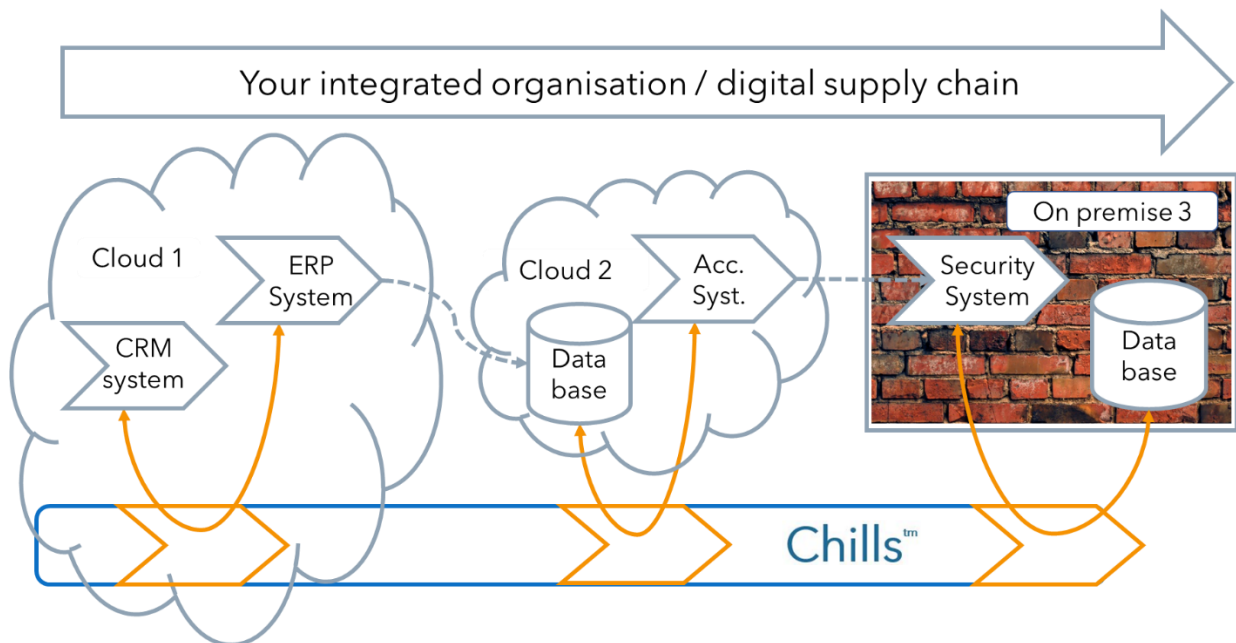 Your integrated organisation / digital supply chain
Cloud 1
ERP
System
CRM
system
Cloud 2
Acc.
Syst.
Data
base
On premise 3
Security
System
Data
base
Chills™